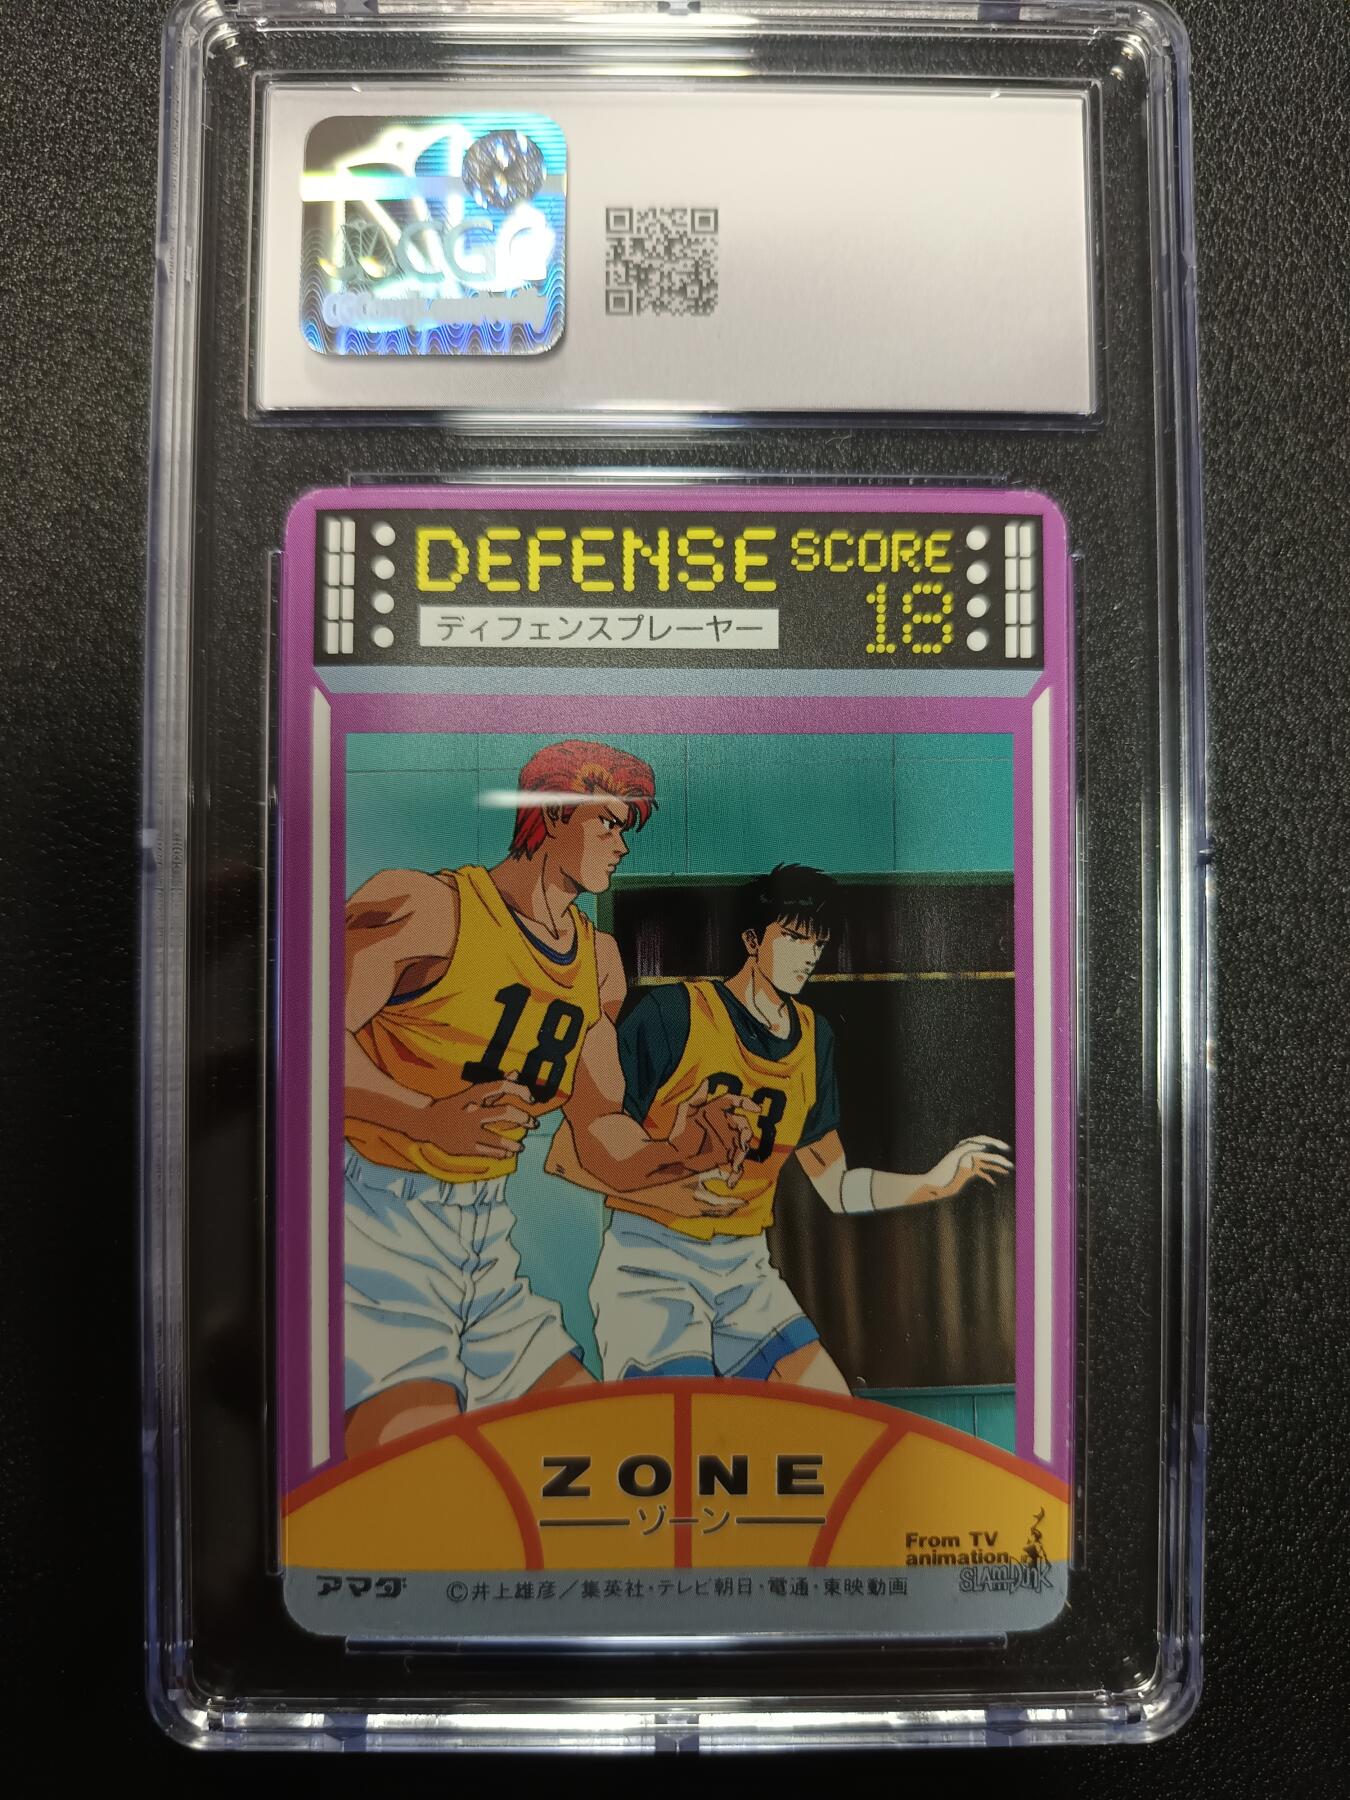 CGC
DEFENSE
ディフェンスプレーヤー
SCORE
18
18
ZONE
ゾーン
From TV
animation
SLAMDUNK
アマダ
©井上雄彦／集英社・テレビ朝日・電通・東映動画